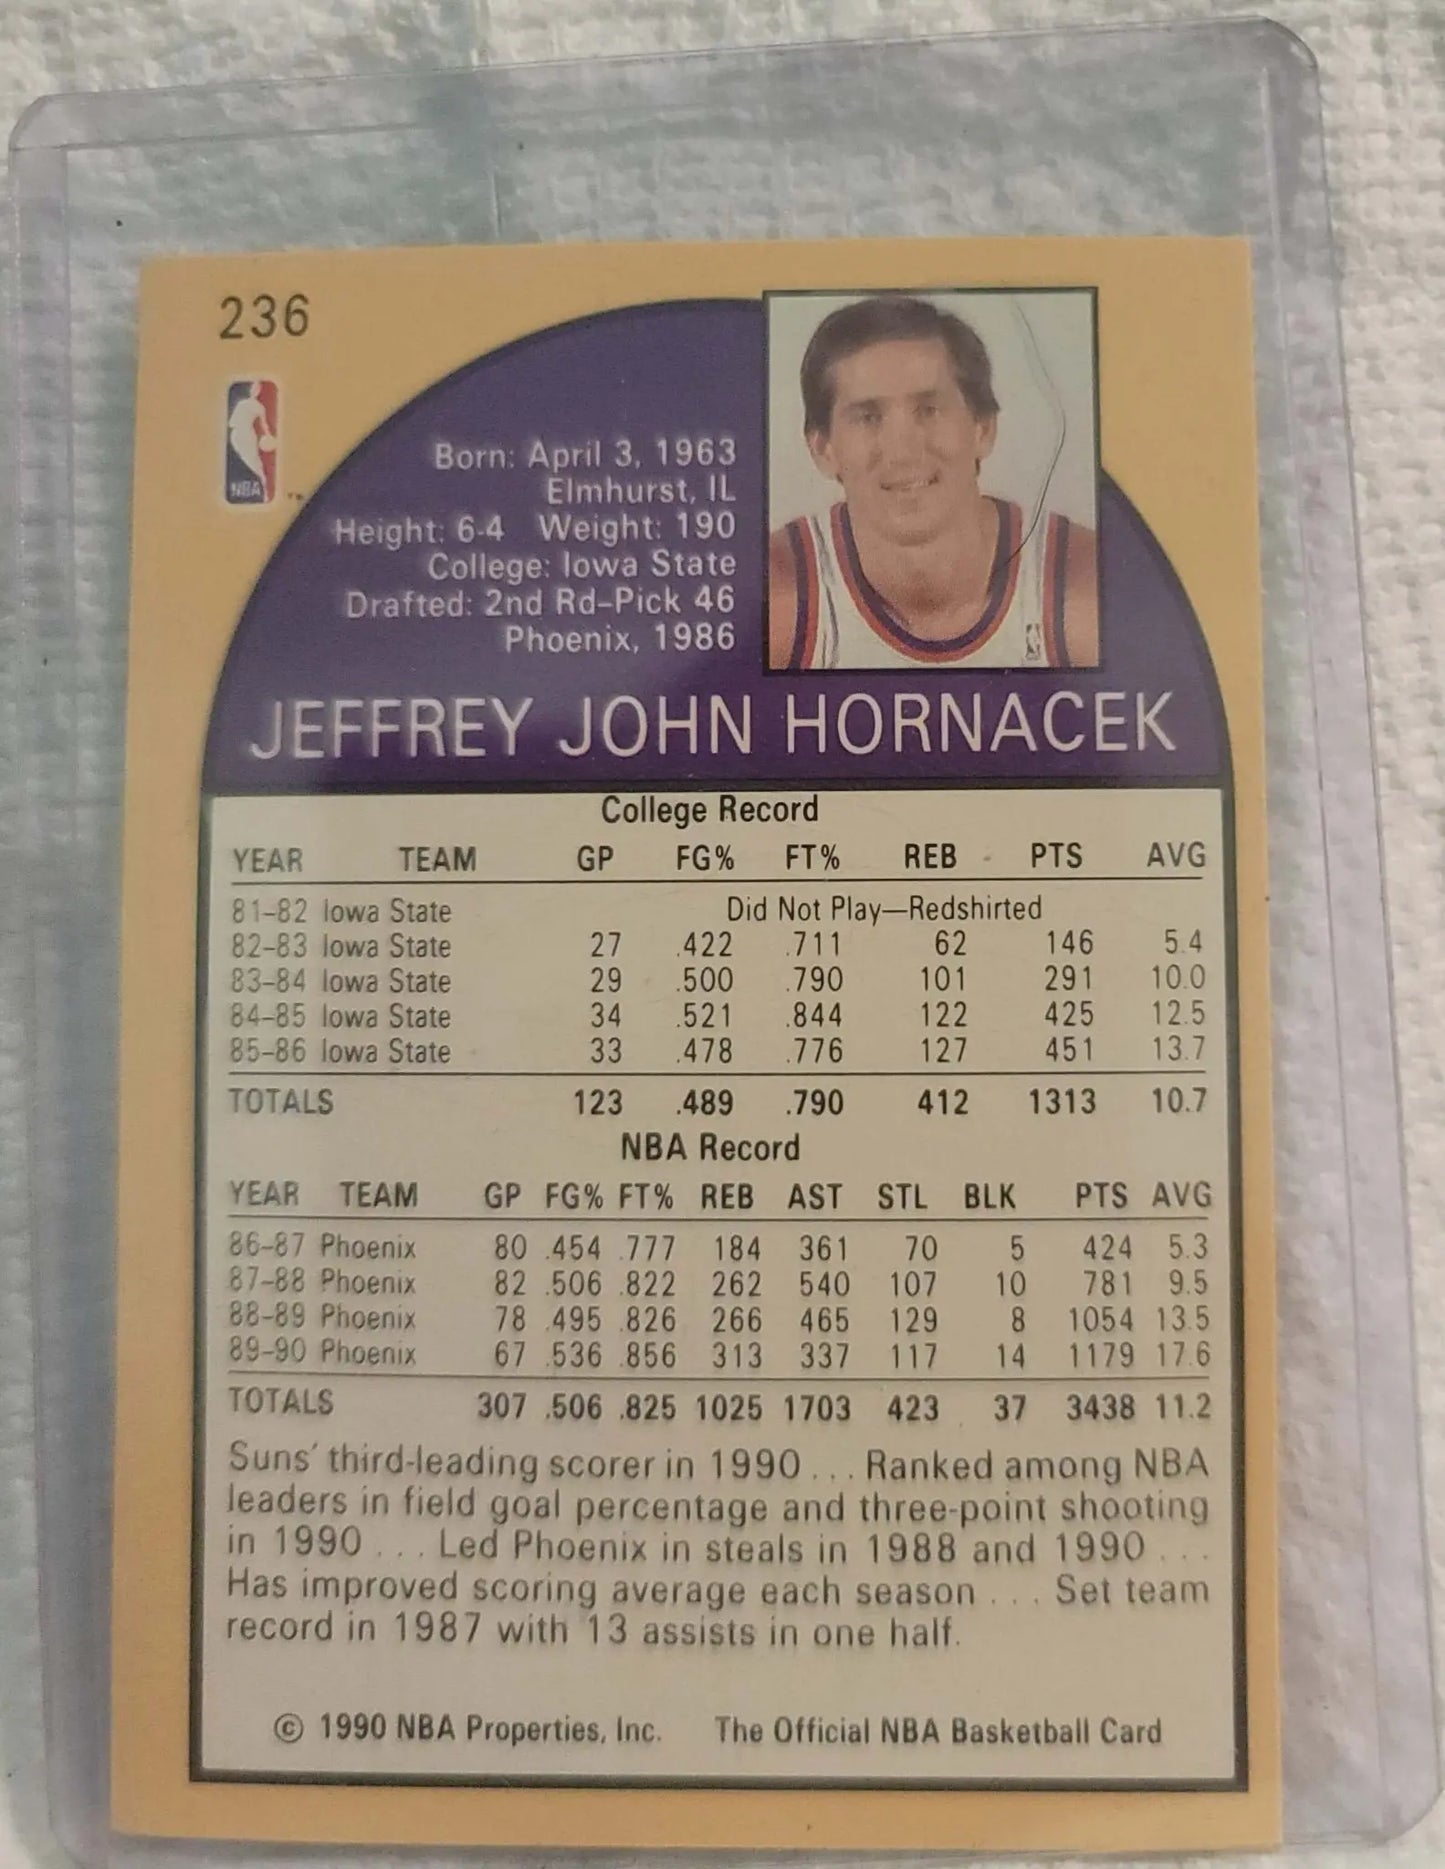 236
NBA
Born: April 3, 1963
Elmhurst, IL
Height: 6-4 Weight: 190
College: Iowa State
Drafted: 2nd Rd-Pick 46
Phoenix, 1986
JEFFREY JOHN HORNACEK
College Record
YEAR TEAM GP FG% FT% REB PTS AVG
81-82 Iowa State Did Not Play—Redshirted
82-83 Iowa State 27 .422 .711 62 146 5.4
83-84 Iowa State 29 .500 .790 101 291 10.0
84-85 Iowa State 34 .521 .844 122 425 12.5
85-86 Iowa State 33 .478 .776 127 451 13.7
TOTALS 123 .489 .790 412 1313 10.7
NBA Record
YEAR TEAM GP FG% FT% REB AST STL BLK PTS AVG
86-87 Phoenix 80 .454 .777 184 361 70 5 424 5.3
87-88 Phoenix 82 .506 .822 262 540 107 10 781 9.5
88-89 Phoenix 78 .495 .826 266 465 129 8 1054 13.5
89-90 Phoenix 67 .536 .856 313 337 117 14 1179 17.6
TOTALS 307 .506 .825 1025 1703 423 37 3438 11.2
Suns' third-leading scorer in 1990 . . . Ranked among NBA
leaders in field goal percentage and three-point shooting
in 1990 . . . Led Phoenix in steals in 1988 and 1990 . . .
Has improved scoring average each season . . . Set team
record in 1987 with 13 assists in one half.
© 1990 NBA Properties, Inc. The Official NBA Basketball Card